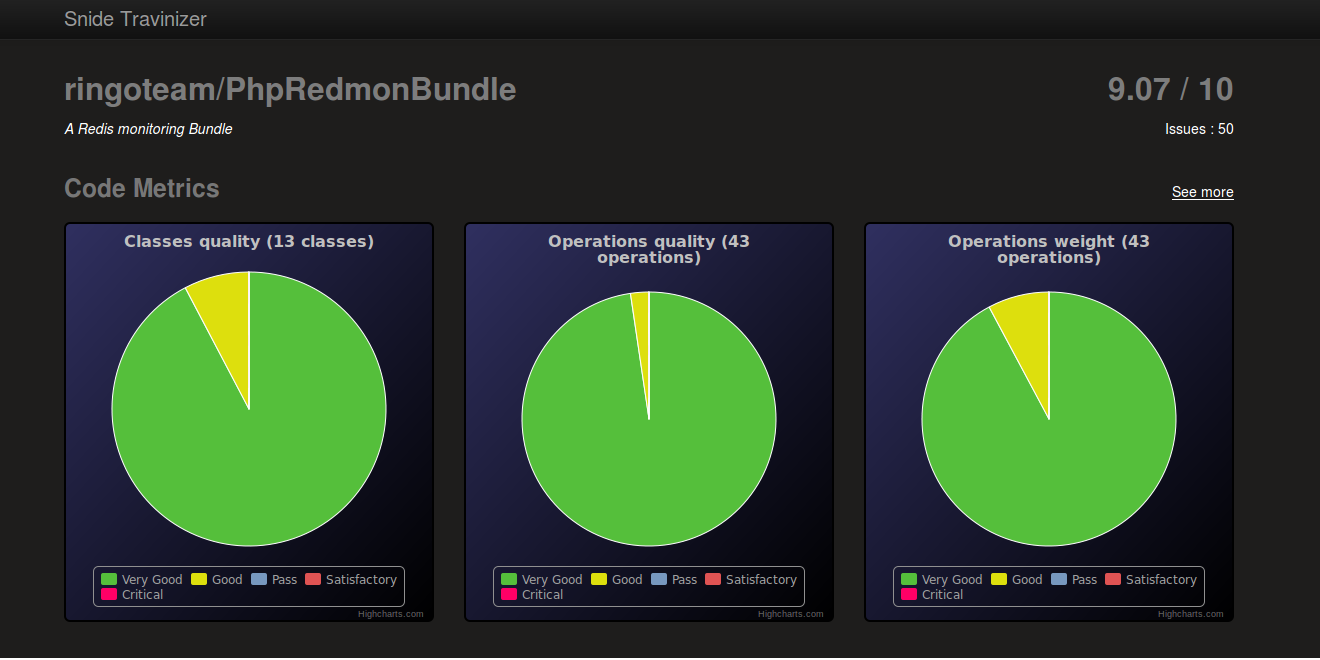 Snide Travinizer
ringoteam/PhpRedmonBundle
9.07 / 10
A Redis monitoring Bundle
Issues : 50
Code Metrics
See more
Classes quality (13 classes)
Very Good Good Pass Satisfactory
Critical
Highcharts.com
Operations quality (43
operations)
Very Good Good Pass Satisfactory
Critical
Highcharts.com
Operations weight (43
operations)
Very Good Good Pass Satisfactory
Critical
Highcharts.com